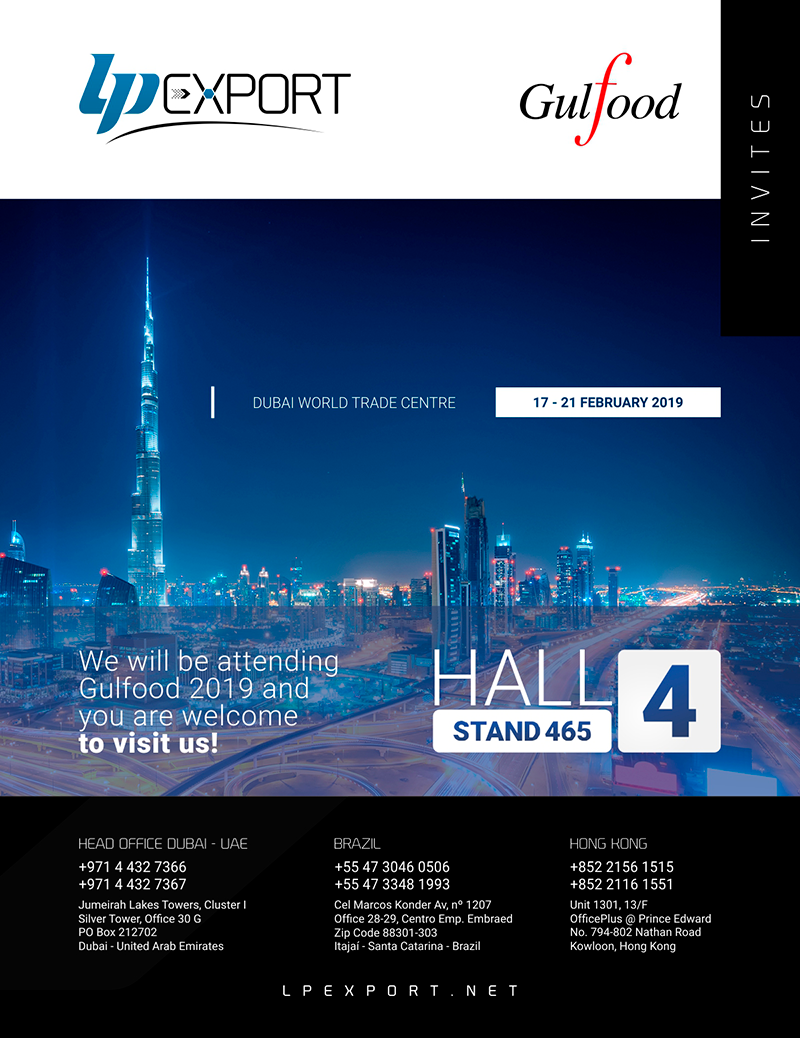 LP EXPORT
Gulfood
INVITES
DUBAI WORLD TRADE CENTRE
17 - 21 FEBRUARY 2019
We will be attending
Gulfood 2019 and
you are welcome
to visit us!
HALL 4
STAND 465
HEAD OFFICE DUBAI - UAE
+971 4 432 7366
+971 4 432 7367
Jumeirah Lakes Towers, Cluster I
Silver Tower, Office 30 G
PO Box 212702
Dubai - United Arab Emirates
BRAZIL
+55 47 3046 0506
+55 47 3348 1993
Cel Marcos Konder Av, nº 1207
Office 28-29, Centro Emp. Embraed
Zip Code 88301-303
Itajaí - Santa Catarina - Brazil
HONG KONG
+852 2156 1515
+852 2116 1551
Unit 1301, 13/F
OfficePlus @ Prince Edward
No. 794-802 Nathan Road
Kowloon, Hong Kong
LPEXPORT.NET